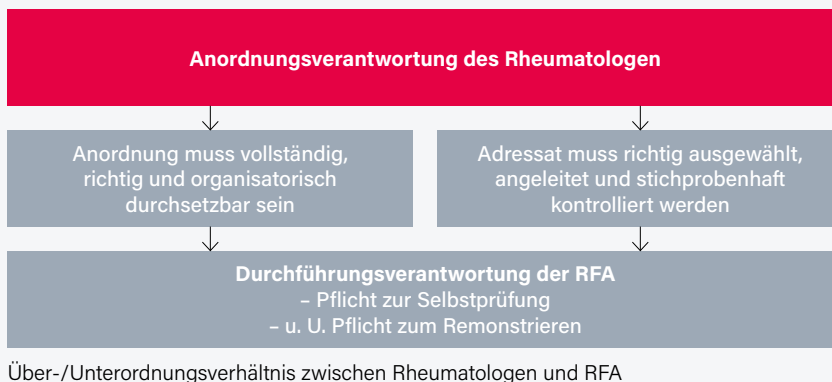 Anordnungsverantwortung des Rheumatologen
Anordnung muss vollständig,
richtig und organisatorisch
durchsetzbar sein
Adressat muss richtig ausgewählt,
angeleitet und stichprobenhaft
kontrolliert werden
Durchführungsverantwortung der RFA
– Pflicht zur Selbstprüfung
– u. U. Pflicht zum Remonstrieren
Über-/Unterordnungsverhältnis zwischen Rheumatologen und RFA